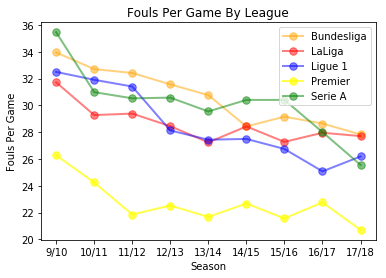 Fouls Per Game By League
Fouls Per Game
36
34
32
30
28
26
24
22
20
Bundesliga
LaLiga
Ligue 1
Premier
Serie A
9/10 10/11 11/12 12/13 13/14 14/15 15/16 16/17 17/18
Season